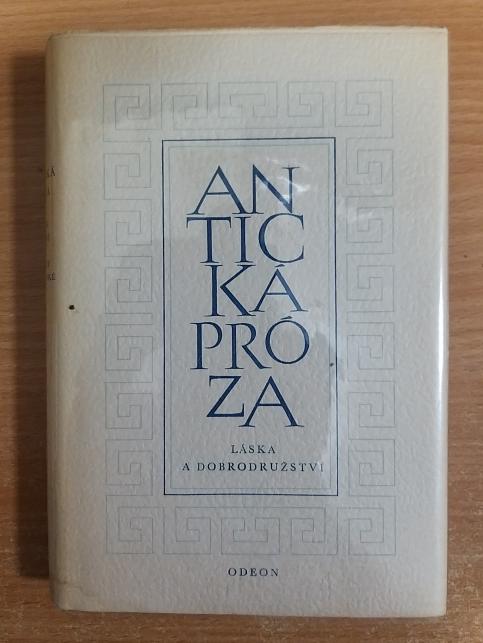 AN
TIC
KÁ
PRÓ
ZA
LÁSKA
A DOBRODRUŽSTVÍ
ODEON